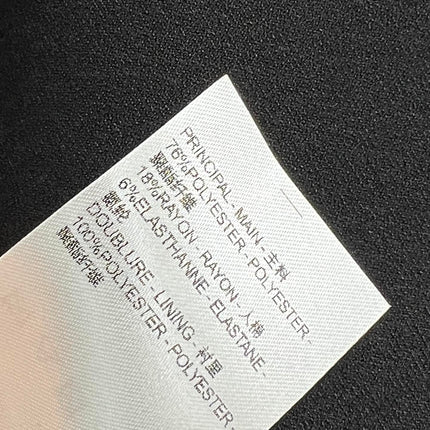 PRINCIPAL - MAIN - 主料
76%POLYESTER - POLYESTER -
聚酯纤维
18%RAYON - RAYON - 人棉
6%ELASTHANNE - ELASTANE -
氨纶
DOUBLURE - LINING - 衬里
100%POLYESTER - POLYESTER -
聚酯纤维